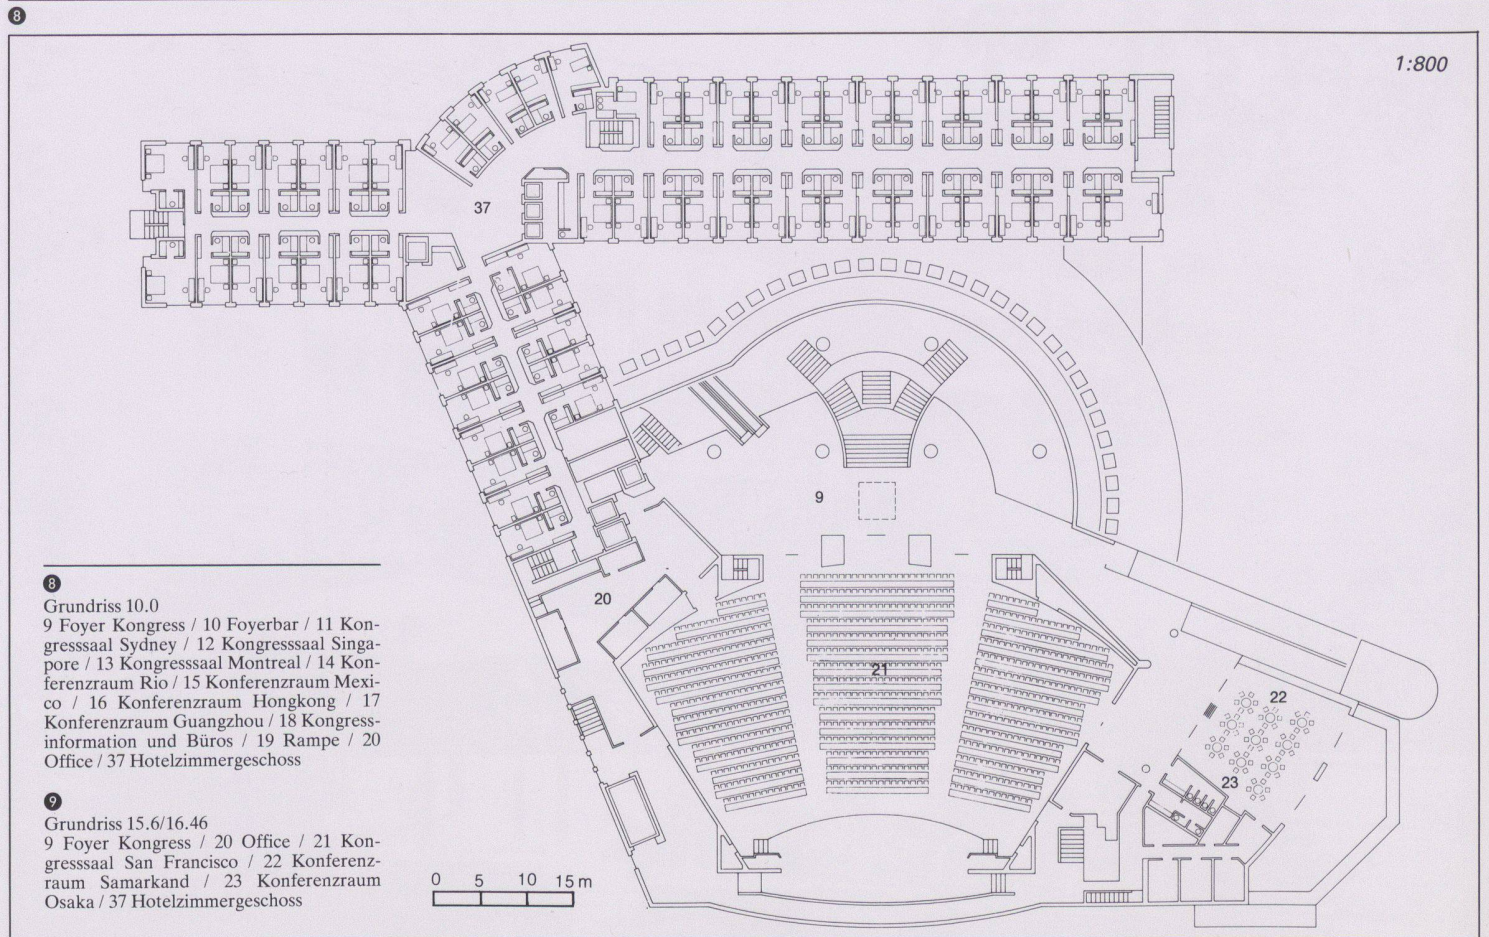 8
1:800
37
9
20
21
22
23
8
Grundriss 10.0
9 Foyer Kongress / 10 Foyerbar / 11 Kon-
gresssaal Sydney / 12 Kongresssaal Singa-
pore / 13 Kongresssaal Montreal / 14 Kon-
ferenzraum Rio / 15 Konferenzraum Mexi-
co / 16 Konferenzraum Hongkong / 17
Konferenzraum Guangzhou / 18 Kongress-
information und Büros / 19 Rampe / 20
Office / 37 Hotelzimmergeschoss
9
Grundriss 15.6/16.46
9 Foyer Kongress / 20 Office / 21 Kon-
gresssaal San Francisco / 22 Konferenz-
raum Samarkand / 23 Konferenzraum
Osaka / 37 Hotelzimmergeschoss
0 5 10 15 m